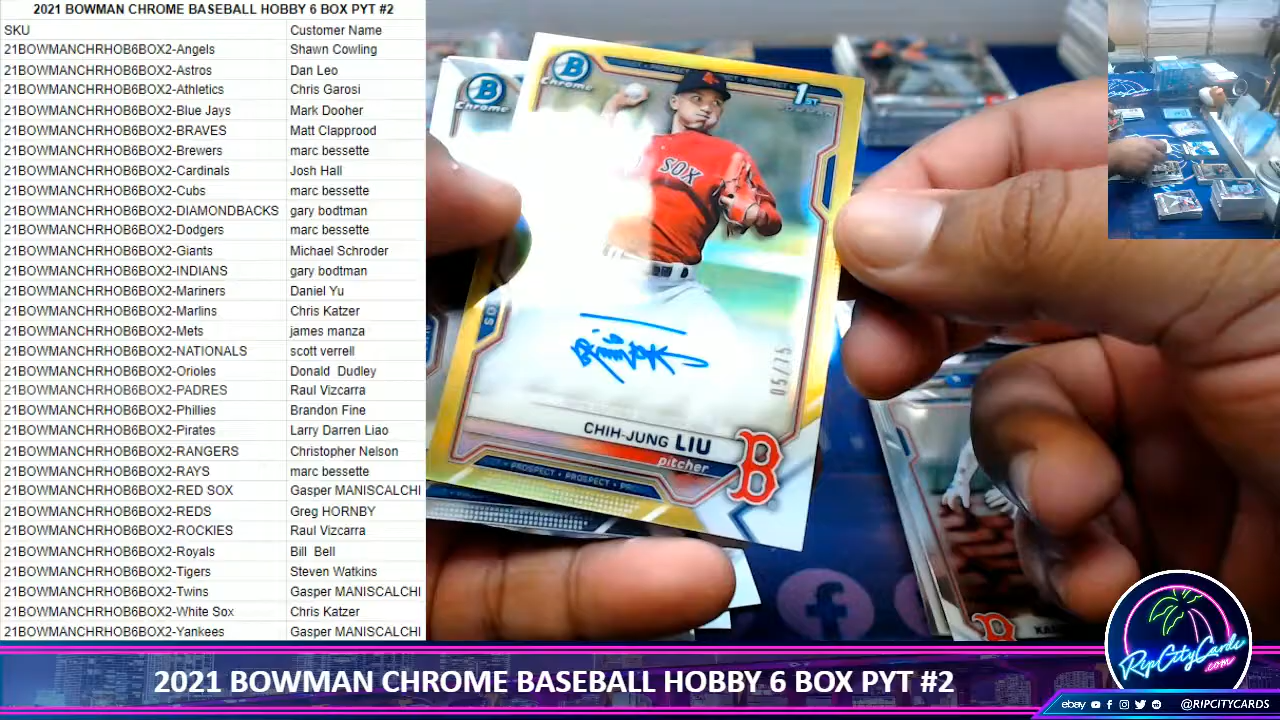 2021 BOWMAN CHROME BASEBALL HOBBY 6 BOX PYT #2
SKU Customer Name
21BOWMANCHRHOB6BOX2-Angels Shawn Cowling
21BOWMANCHRHOB6BOX2-Astros Dan Leo
21BOWMANCHRHOB6BOX2-Athletics Chris Garosi
21BOWMANCHRHOB6BOX2-Blue Jays Mark Dooher
21BOWMANCHRHOB6BOX2-BRAVES Matt Clapprood
21BOWMANCHRHOB6BOX2-Brewers marc bessette
21BOWMANCHRHOB6BOX2-Cardinals Josh Hall
21BOWMANCHRHOB6BOX2-Cubs marc bessette
21BOWMANCHRHOB6BOX2-DIAMONDBACKS gary bodtman
21BOWMANCHRHOB6BOX2-Dodgers marc bessette
21BOWMANCHRHOB6BOX2-Giants Michael Schroder
21BOWMANCHRHOB6BOX2-INDIANS gary bodtman
21BOWMANCHRHOB6BOX2-Mariners Daniel Yu
21BOWMANCHRHOB6BOX2-Marlins Chris Katzer
21BOWMANCHRHOB6BOX2-Mets james manza
21BOWMANCHRHOB6BOX2-NATIONALS scott verrell
21BOWMANCHRHOB6BOX2-Orioles Donald Dudley
21BOWMANCHRHOB6BOX2-PADRES Raul Vizcarra
21BOWMANCHRHOB6BOX2-Phillies Brandon Fine
21BOWMANCHRHOB6BOX2-Pirates Larry Darren Liao
21BOWMANCHRHOB6BOX2-RANGERS Christopher Nelson
21BOWMANCHRHOB6BOX2-RAYS marc bessette
21BOWMANCHRHOB6BOX2-RED SOX Gasper MANISCALCHI
21BOWMANCHRHOB6BOX2-REDS Greg HORNBY
21BOWMANCHRHOB6BOX2-ROCKIES Raul Vizcarra
21BOWMANCHRHOB6BOX2-Royals Bill Bell
21BOWMANCHRHOB6BOX2-Tigers Steven Watkins
21BOWMANCHRHOB6BOX2-Twins Gasper MANISCALCHI
21BOWMANCHRHOB6BOX2-White Sox Chris Katzer
21BOWMANCHRHOB6BOX2-Yankees Gasper MANISCALCHI
B Chrome
B Chrome
PROSPECT
1ST BOWMAN
SOX
05/75
CHIH-JUNG LIU
pitcher
B
PROSPECT • PROSPECT
RipCityCards.com
2021 BOWMAN CHROME BASEBALL HOBBY 6 BOX PYT #2
ebay @RIPCITYCARDS